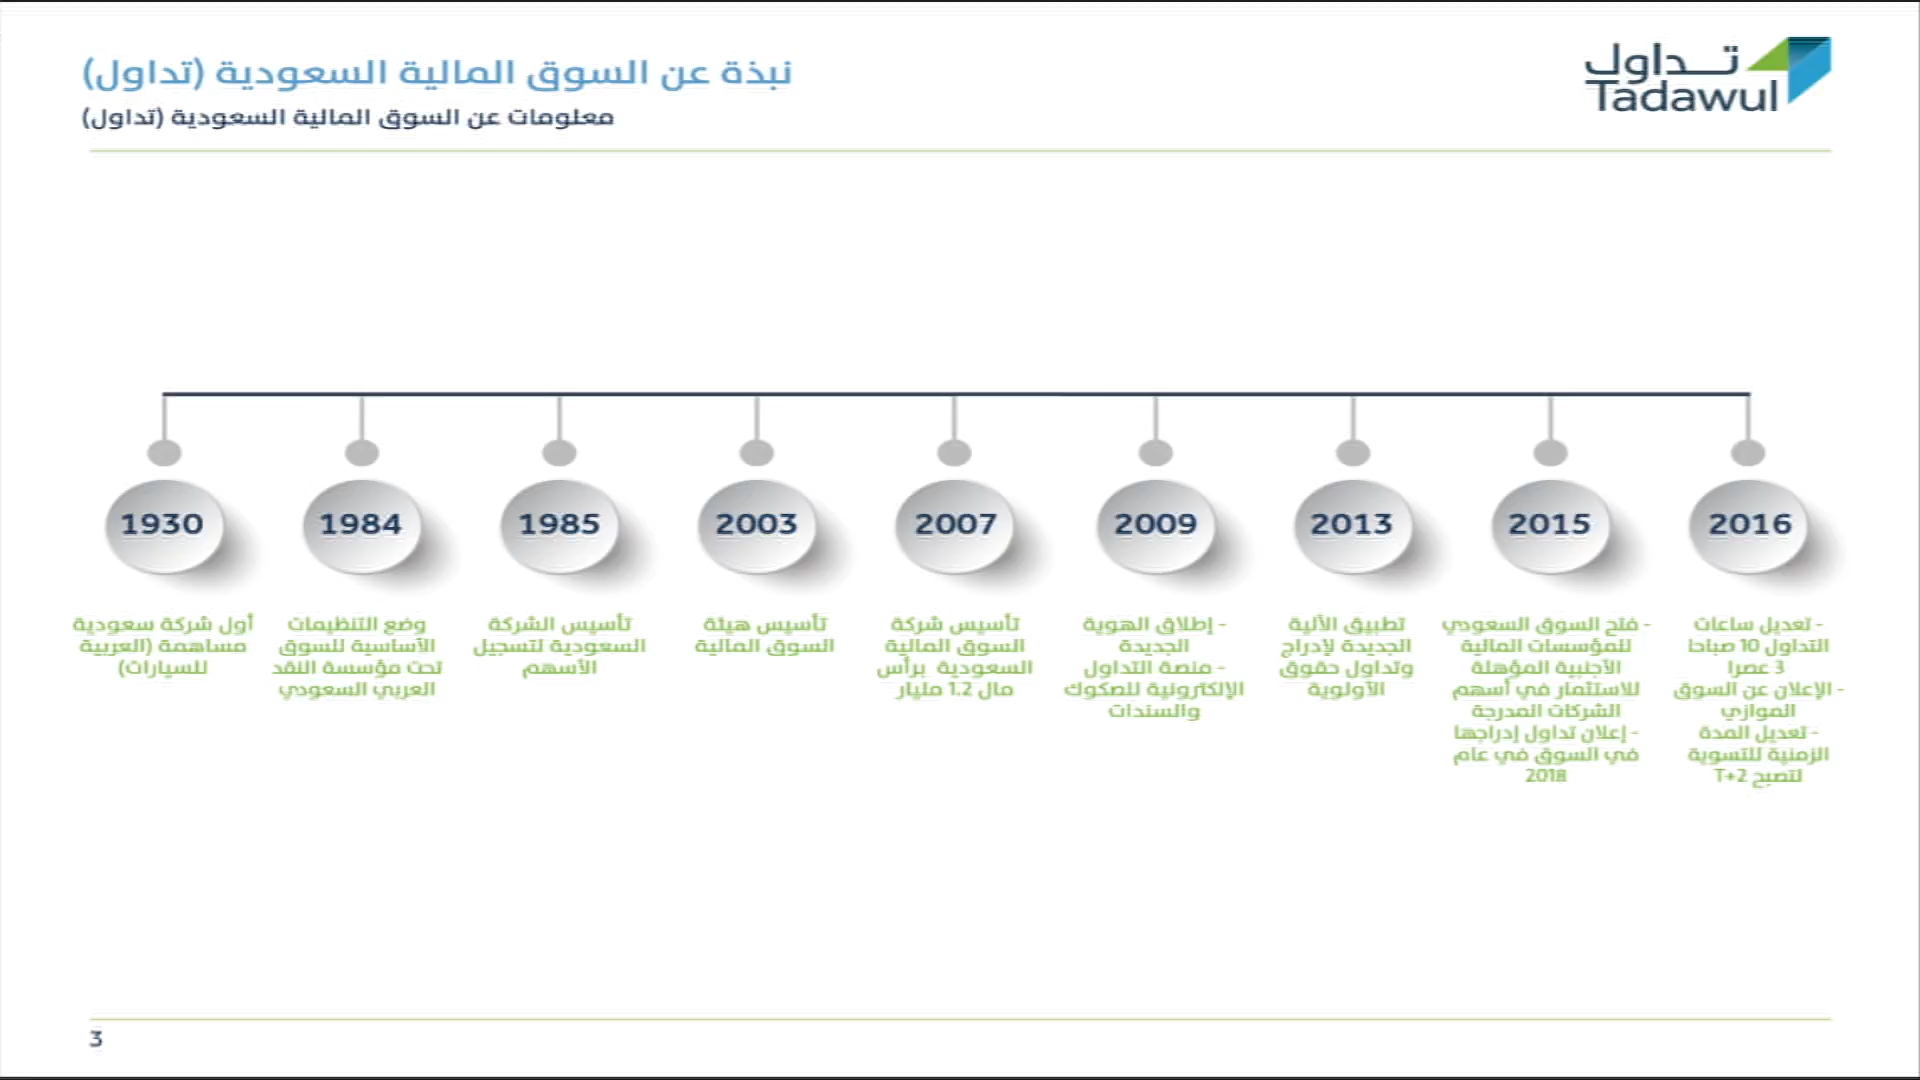 نبذة عن السوق المالية السعودية (تداول)
معلومات عن السوق المالية السعودية (تداول)
تــداول
Tadawul
1930
أول شركة سعودية
مساهمة (العربية
للسيارات)
1984
وضع التنظيمات
الأساسية للسوق
تحت مؤسسة النقد
العربي السعودي
1985
تأسيس الشركة
السعودية لتسجيل
الأسهم
2003
تأسيس هيئة
السوق المالية
2007
تأسيس شركة
السوق المالية
السعودية برأس
مال 1.2 مليار
2009
- إطلاق الهوية
الجديدة
- منصة التداول
الإلكترونية للصكوك
والسندات
2013
تطبيق الآلية
الجديدة لإدراج
وتداول حقوق
الأولوية
2015
- فتح السوق السعودي
للمؤسسات المالية
الأجنبية المؤهلة
للاستثمار في أسهم
الشركات المدرجة
- إعلان تداول إدراجها
في السوق في عام
2018
2016
- تعديل ساعات
التداول 10 صباحا
3 عصرا
- الإعلان عن السوق
الموازي
- تعديل المدة
الزمنية للتسوية
لتصبح T+2
3